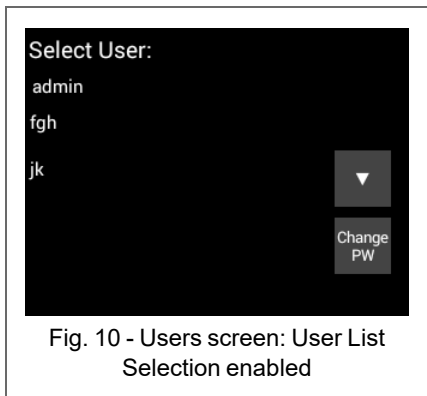 Select User:
admin
fgh
jk
▼
Change
PW
Fig. 10 - Users screen: User List
Selection enabled